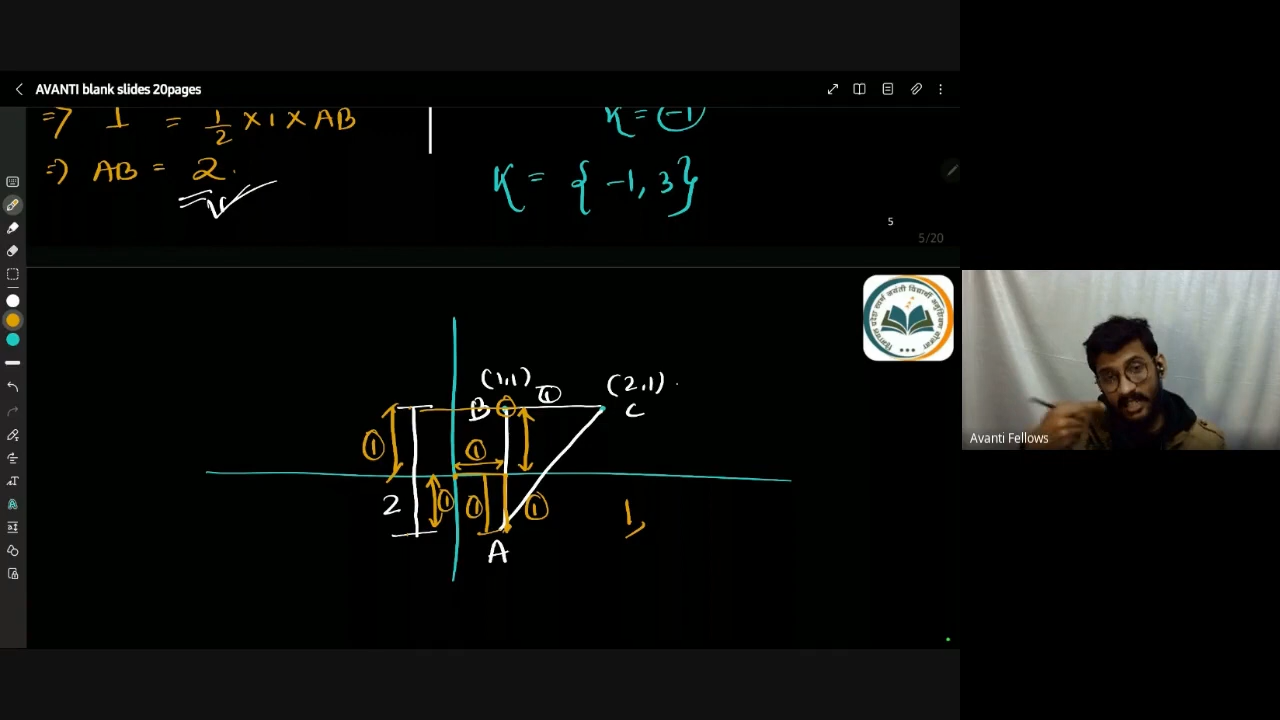 AVANTI blank slides 20pages
=> 1 = 1/2 × 1 × AB
K = -1
=> AB = 2.
K = { -1, 3 }
5
5/20
(1,1)
①
(2,1)
B
C
①
①
2
①
①
①
1,
A
Avanti Fellows